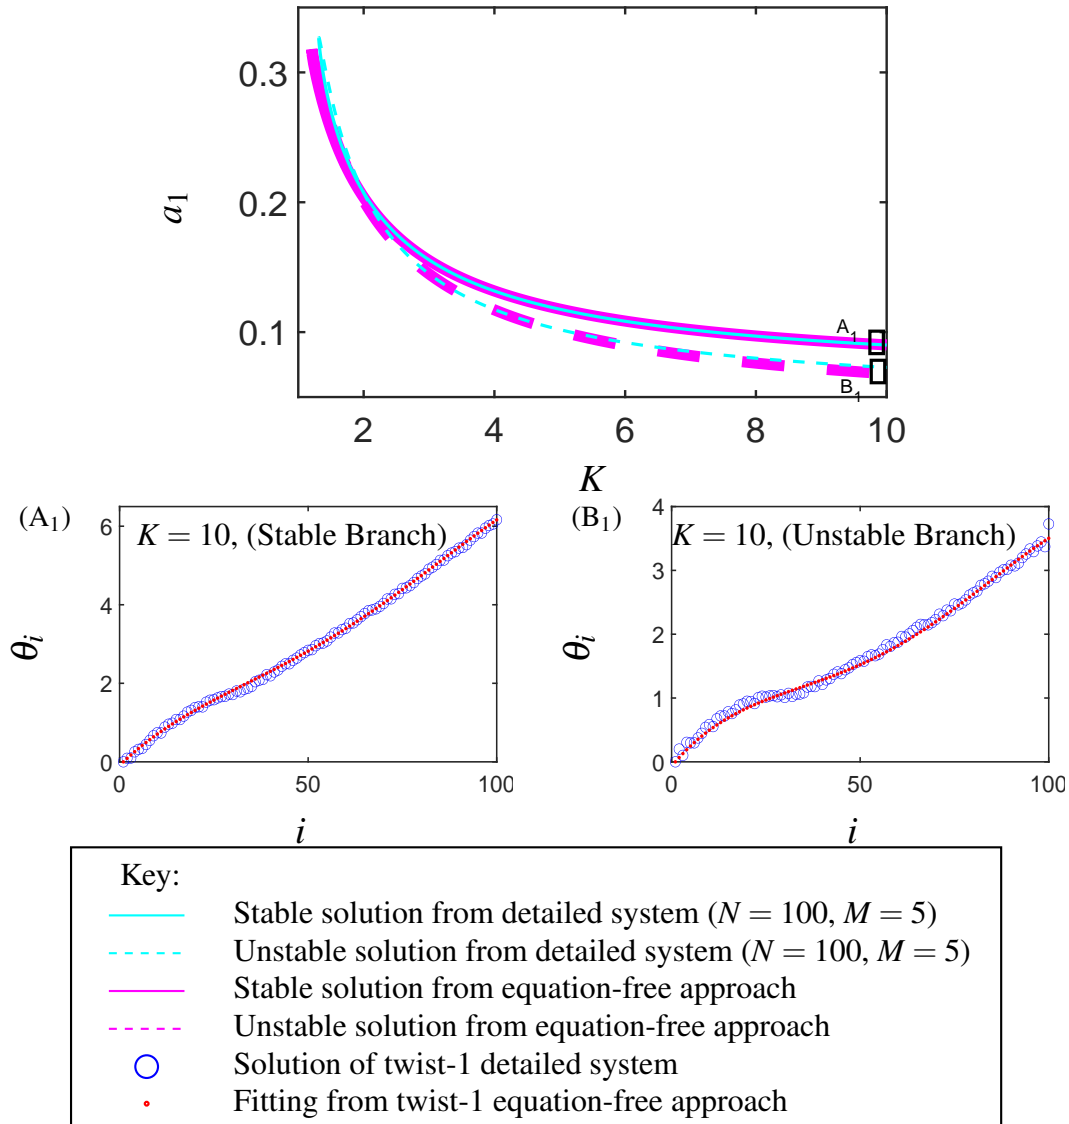 0.3
0.2
0.1
a1
A1
B1
2 4 6 8 10
K
(A1)
K = 10, (Stable Branch)
6
4
2
0
θi
0 50 100
i
(B1)
K = 10, (Unstable Branch)
4
3
2
1
0
θi
0 50 100
i
Key:
Stable solution from detailed system (N = 100, M = 5)
Unstable solution from detailed system (N = 100, M = 5)
Stable solution from equation-free approach
Unstable solution from equation-free approach
Solution of twist-1 detailed system
Fitting from twist-1 equation-free approach